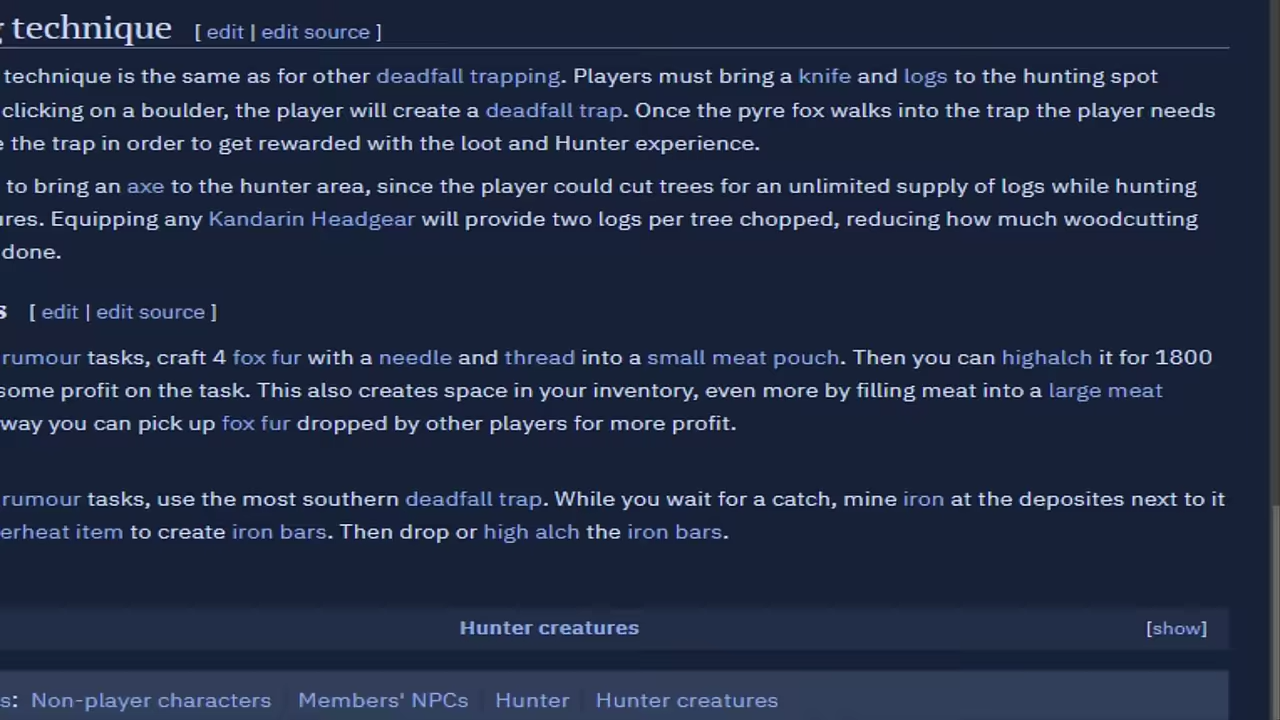 technique [ edit | edit source ]
technique is the same as for other deadfall trapping. Players must bring a knife and logs to the hunting spot
clicking on a boulder, the player will create a deadfall trap. Once the pyre fox walks into the trap the player needs
the trap in order to get rewarded with the loot and Hunter experience.
to bring an axe to the hunter area, since the player could cut trees for an unlimited supply of logs while hunting
res. Equipping any Kandarin Headgear will provide two logs per tree chopped, reducing how much woodcutting
done.
s [ edit | edit source ]
rumour tasks, craft 4 fox fur with a needle and thread into a small meat pouch. Then you can highalch it for 1800
some profit on the task. This also creates space in your inventory, even more by filling meat into a large meat
way you can pick up fox fur dropped by other players for more profit.
rumour tasks, use the most southern deadfall trap. While you wait for a catch, mine iron at the deposites next to it
erheat item to create iron bars. Then drop or high alch the iron bars.
Hunter creatures [show]
s: Non-player characters Members' NPCs Hunter Hunter creatures